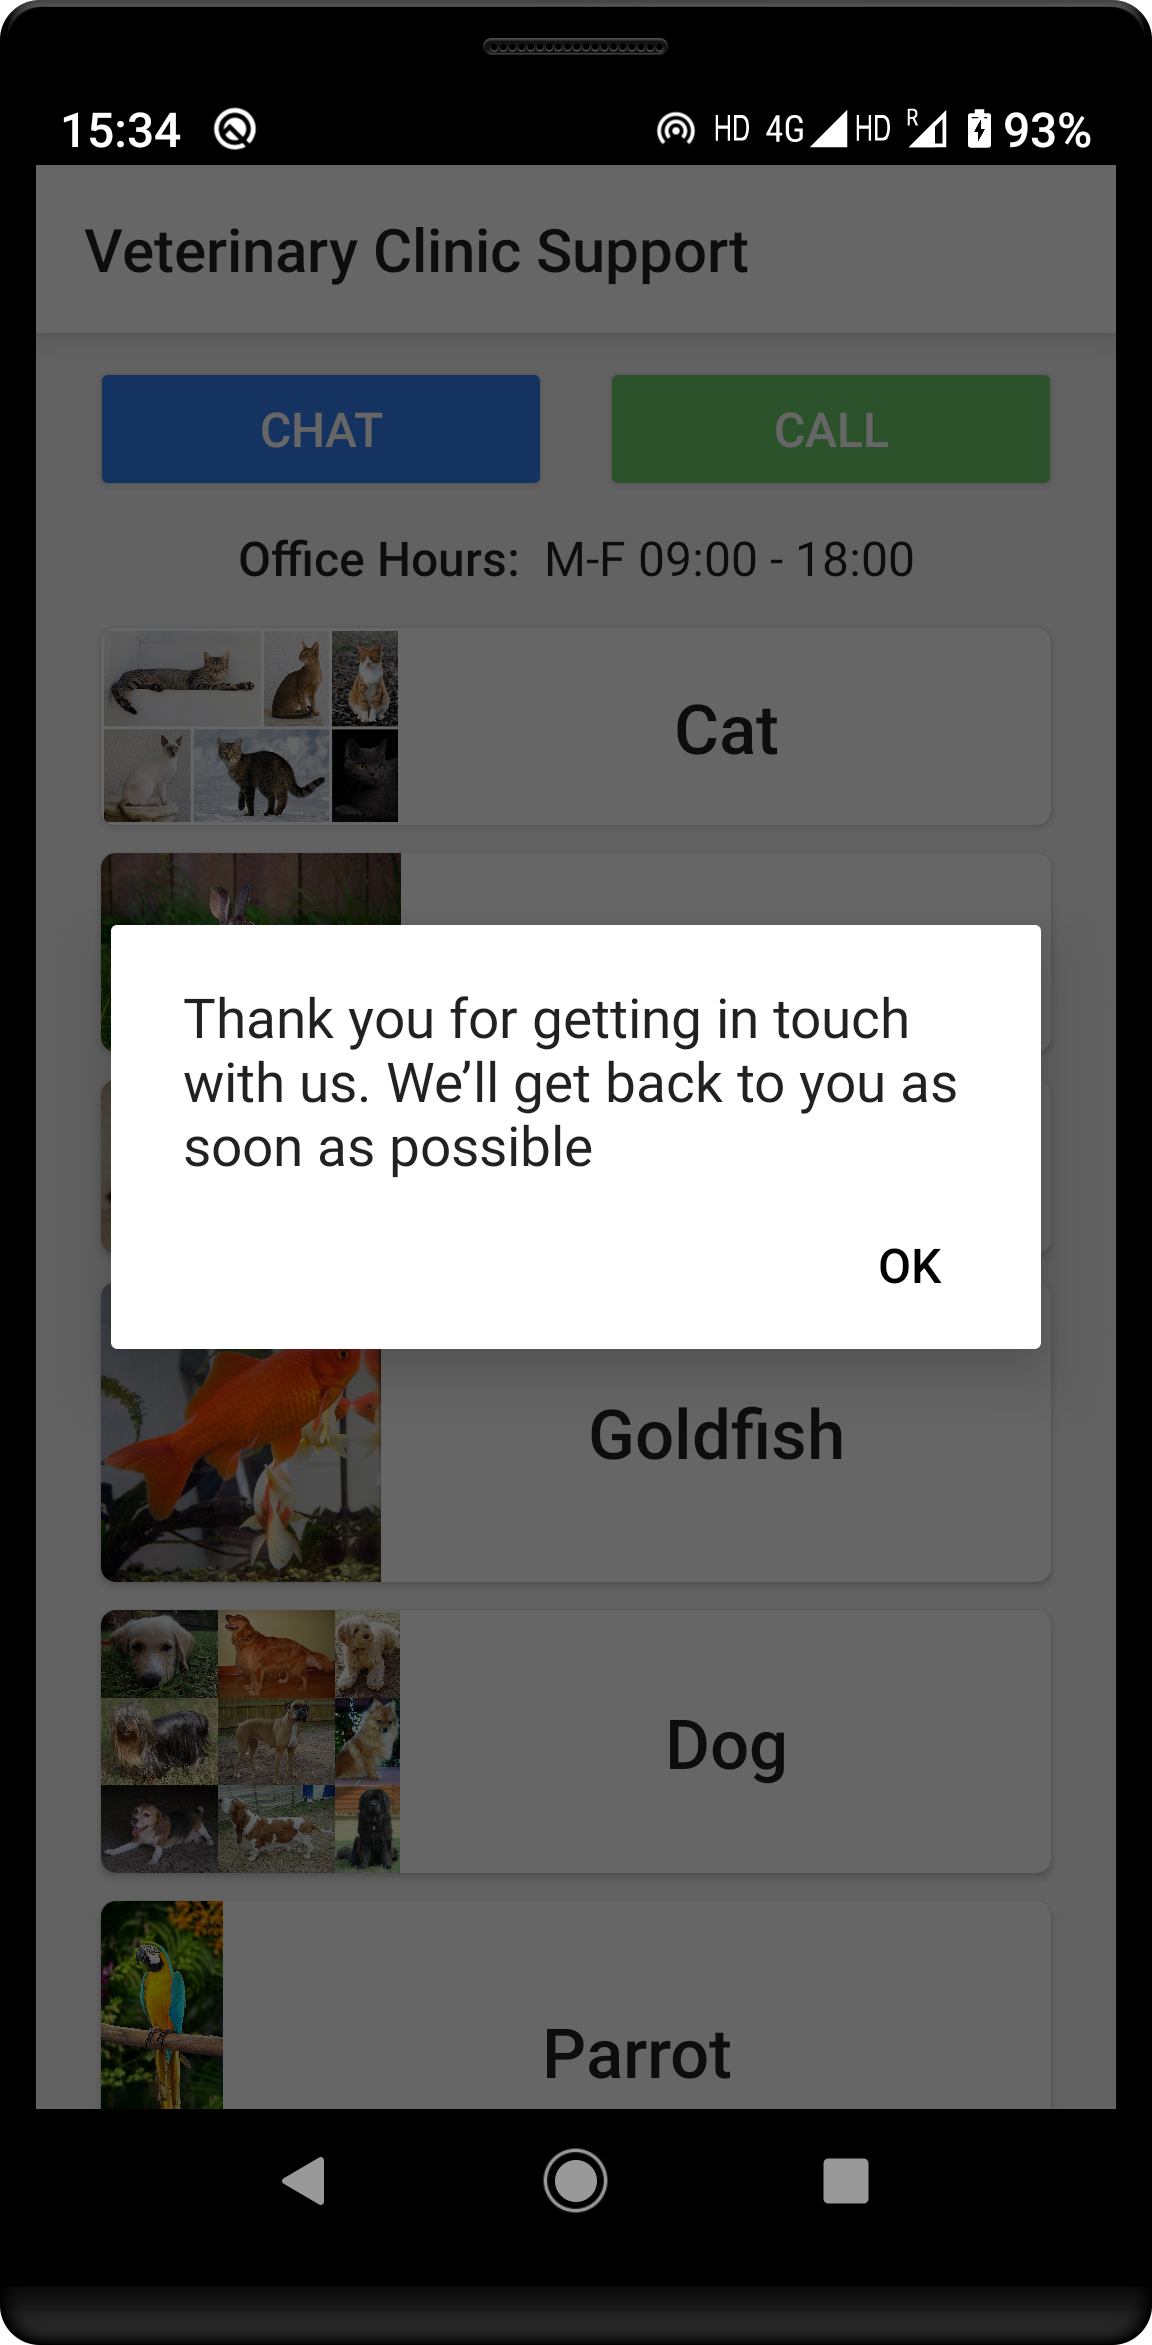 15:34 HD 4G HD R 93%
Veterinary Clinic Support
CHAT CALL
Office Hours: M-F 09:00 - 18:00
Cat
Thank you for getting in touch
with us. We’ll get back to you as
soon as possible
OK
Goldfish
Dog
Parrot